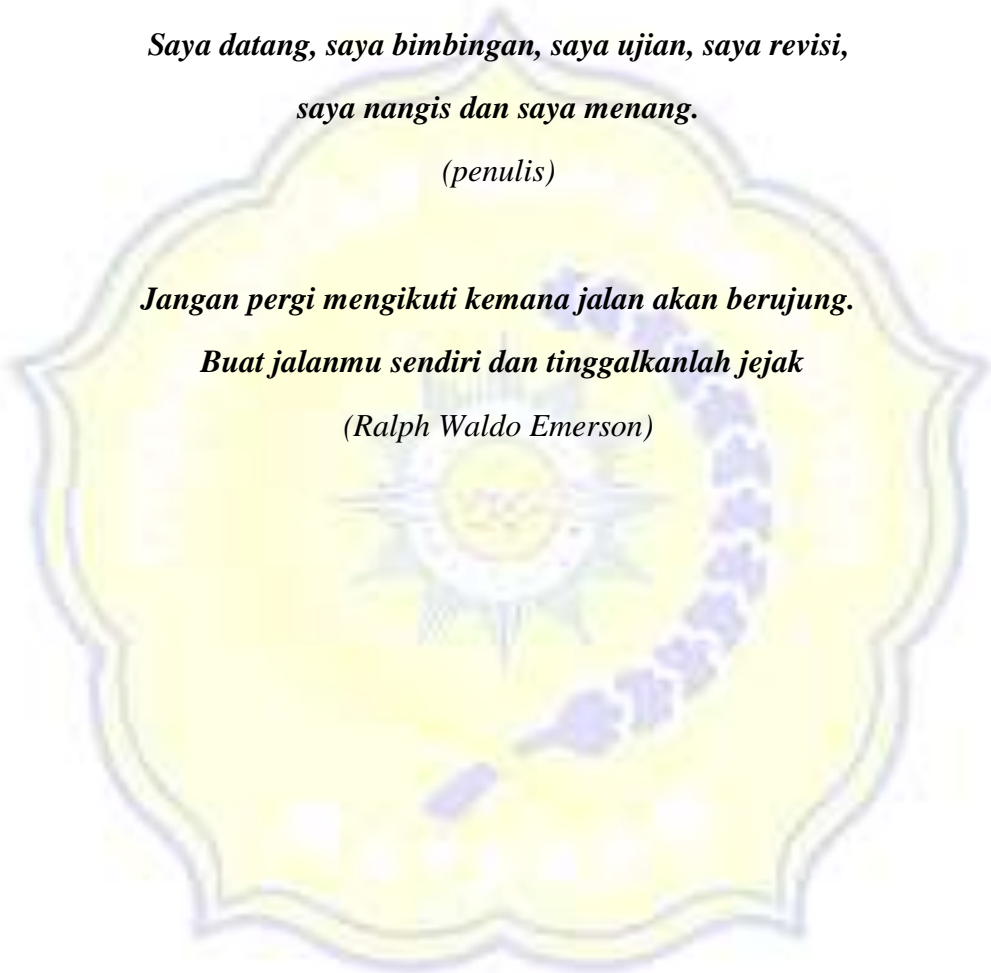 Saya datang, saya bimbingan, saya ujian, saya revisi,
saya nangis dan saya menang.
(penulis)
Jangan pergi mengikuti kemana jalan akan berujung.
Buat jalanmu sendiri dan tinggalkanlah jejak
(Ralph Waldo Emerson)